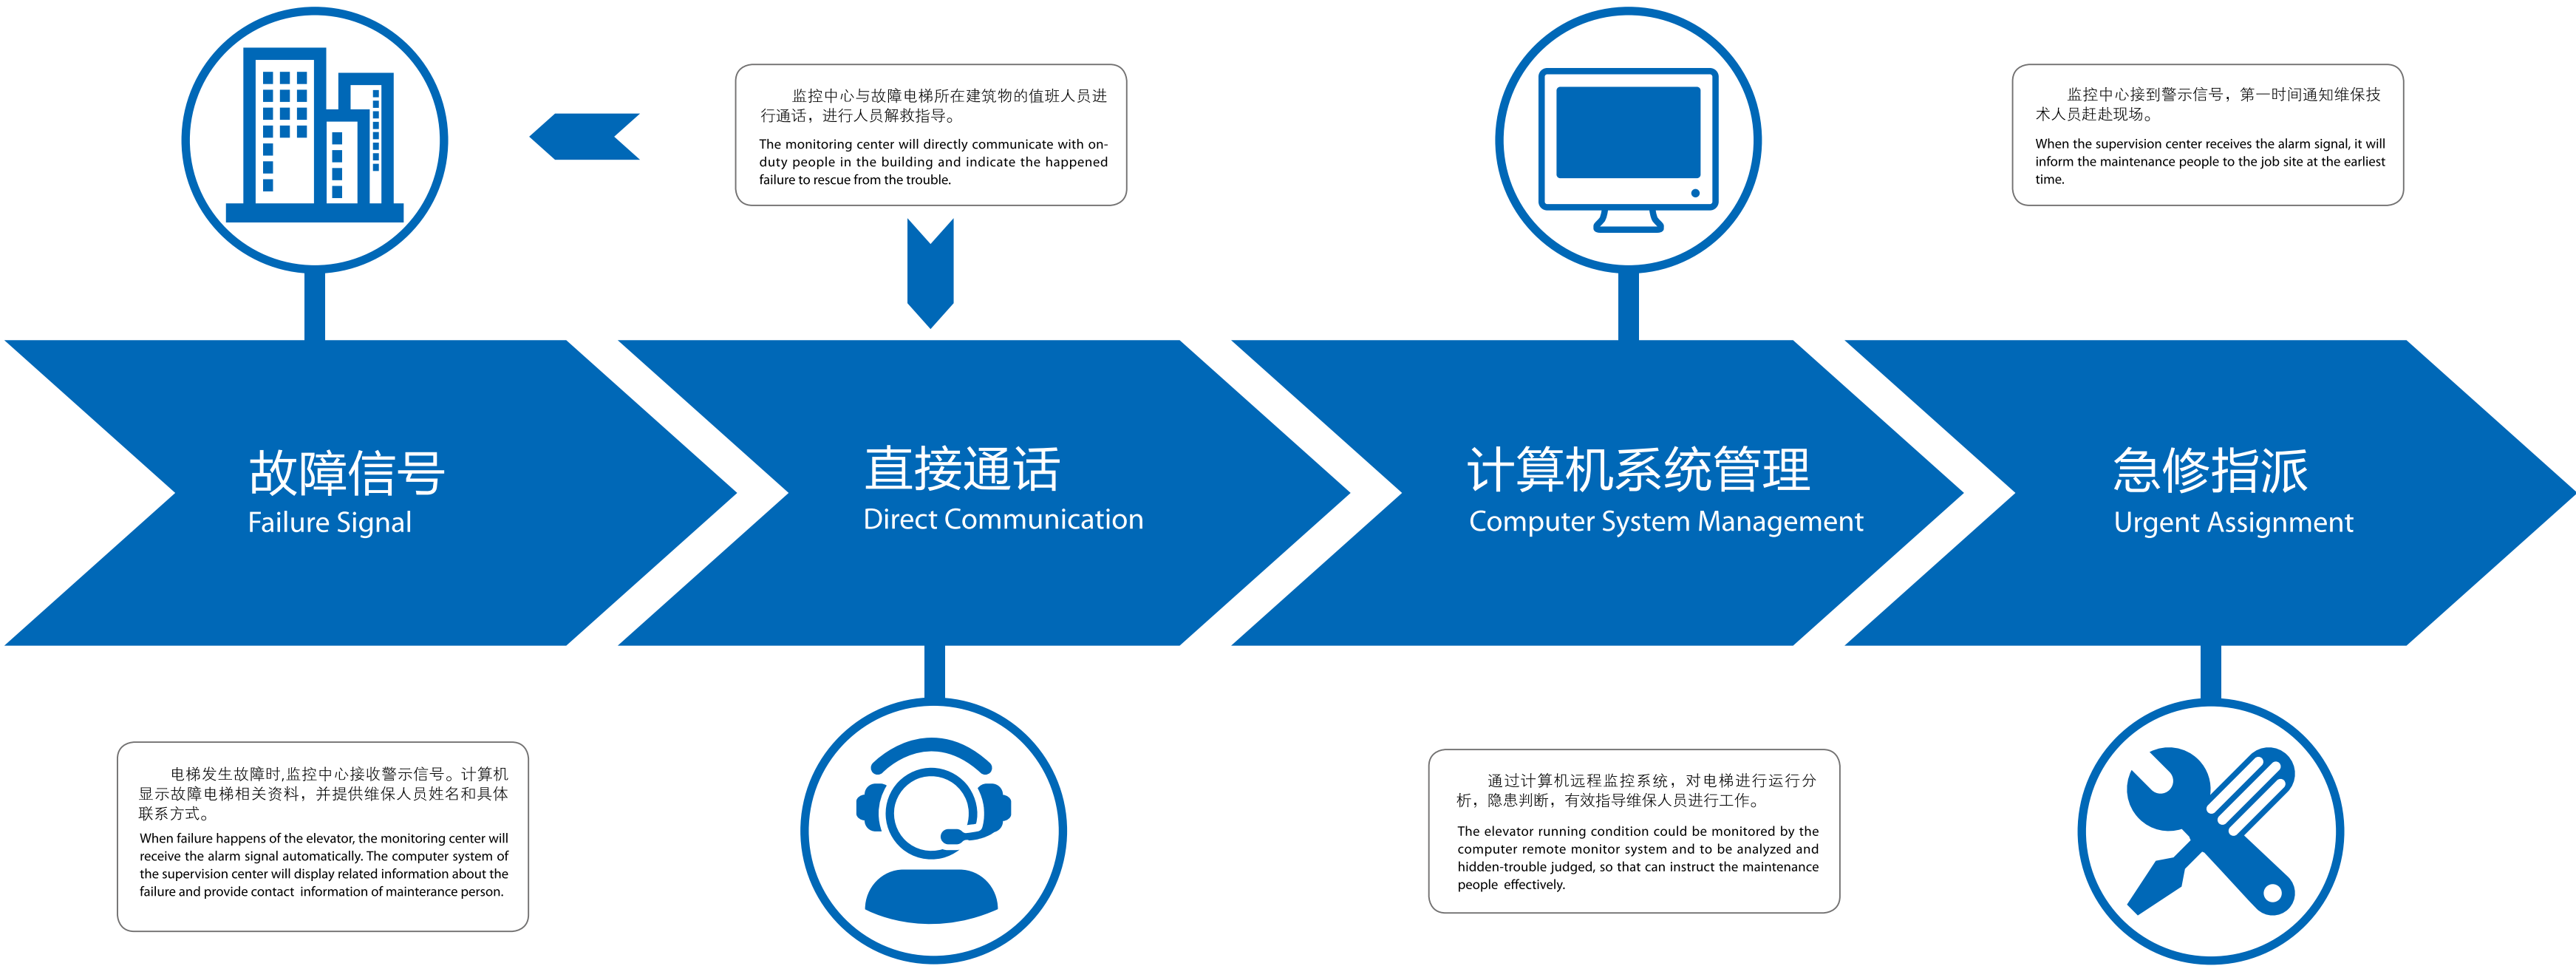 监控中心与故障电梯所在建筑物的值班人员进
行通话，进行人员解救指导。
The monitoring center will directly communicate with on-
duty people in the building and indicate the happened
failure to rescue from the trouble.
监控中心接到警示信号，第一时间通知维保技
术人员赶赴现场。
When the supervision center receives the alarm signal, it will
inform the maintenance people to the job site at the earliest
time.
故障信号
Failure Signal
直接通话
Direct Communication
计算机系统管理
Computer System Management
急修指派
Urgent Assignment
电梯发生故障时,监控中心接收警示信号。计算机
显示故障电梯相关资料，并提供维保人员姓名和具体
联系方式。
When failure happens of the elevator, the monitoring center will
receive the alarm signal automatically. The computer system of
the supervision center will display related information about the
failure and provide contact information of mainterance person.
通过计算机远程监控系统，对电梯进行运行分
析，隐患判断，有效指导维保人员进行工作。
The elevator running condition could be monitored by the
computer remote monitor system and to be analyzed and
hidden-trouble judged, so that can instruct the maintenance
people effectively.